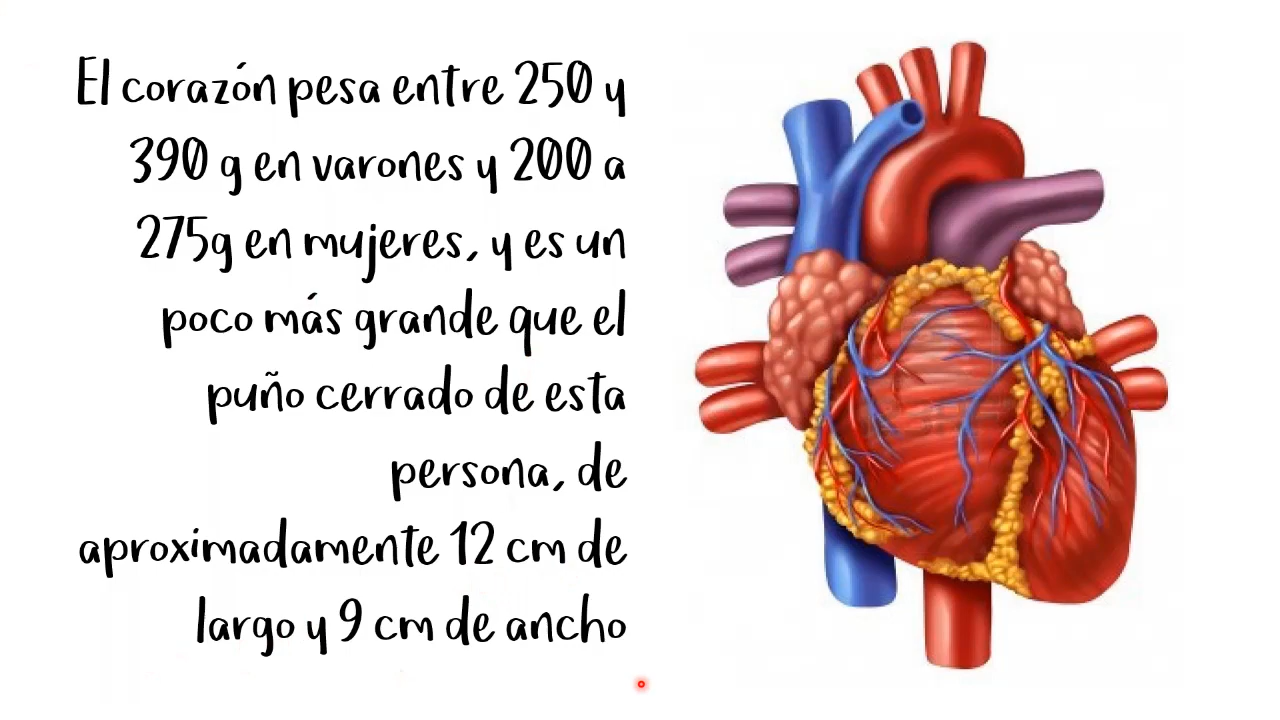 El corazón pesa entre 250 y
390 g en varones y 200 a
275g en mujeres, y es un
poco más grande que el
puño cerrado de esta
persona, de
aproximadamente 12 cm de
largo y 9 cm de ancho